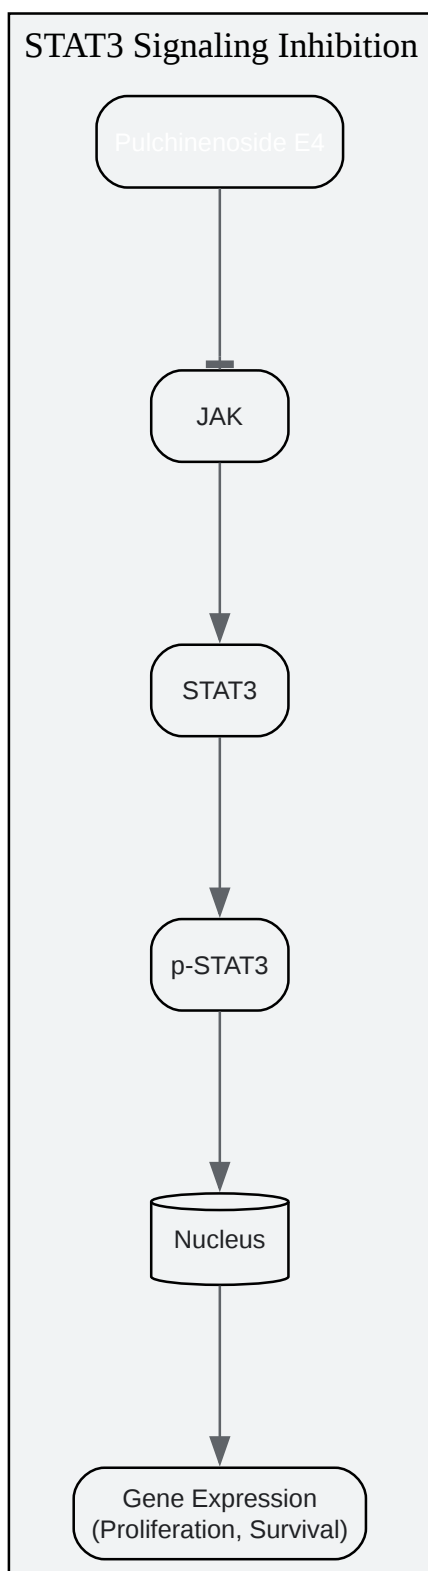 STAT3 Signaling Inhibition
Pulchinenoside E4
JAK
STAT3
p-STAT3
Nucleus
Gene Expression
(Proliferation, Survival)